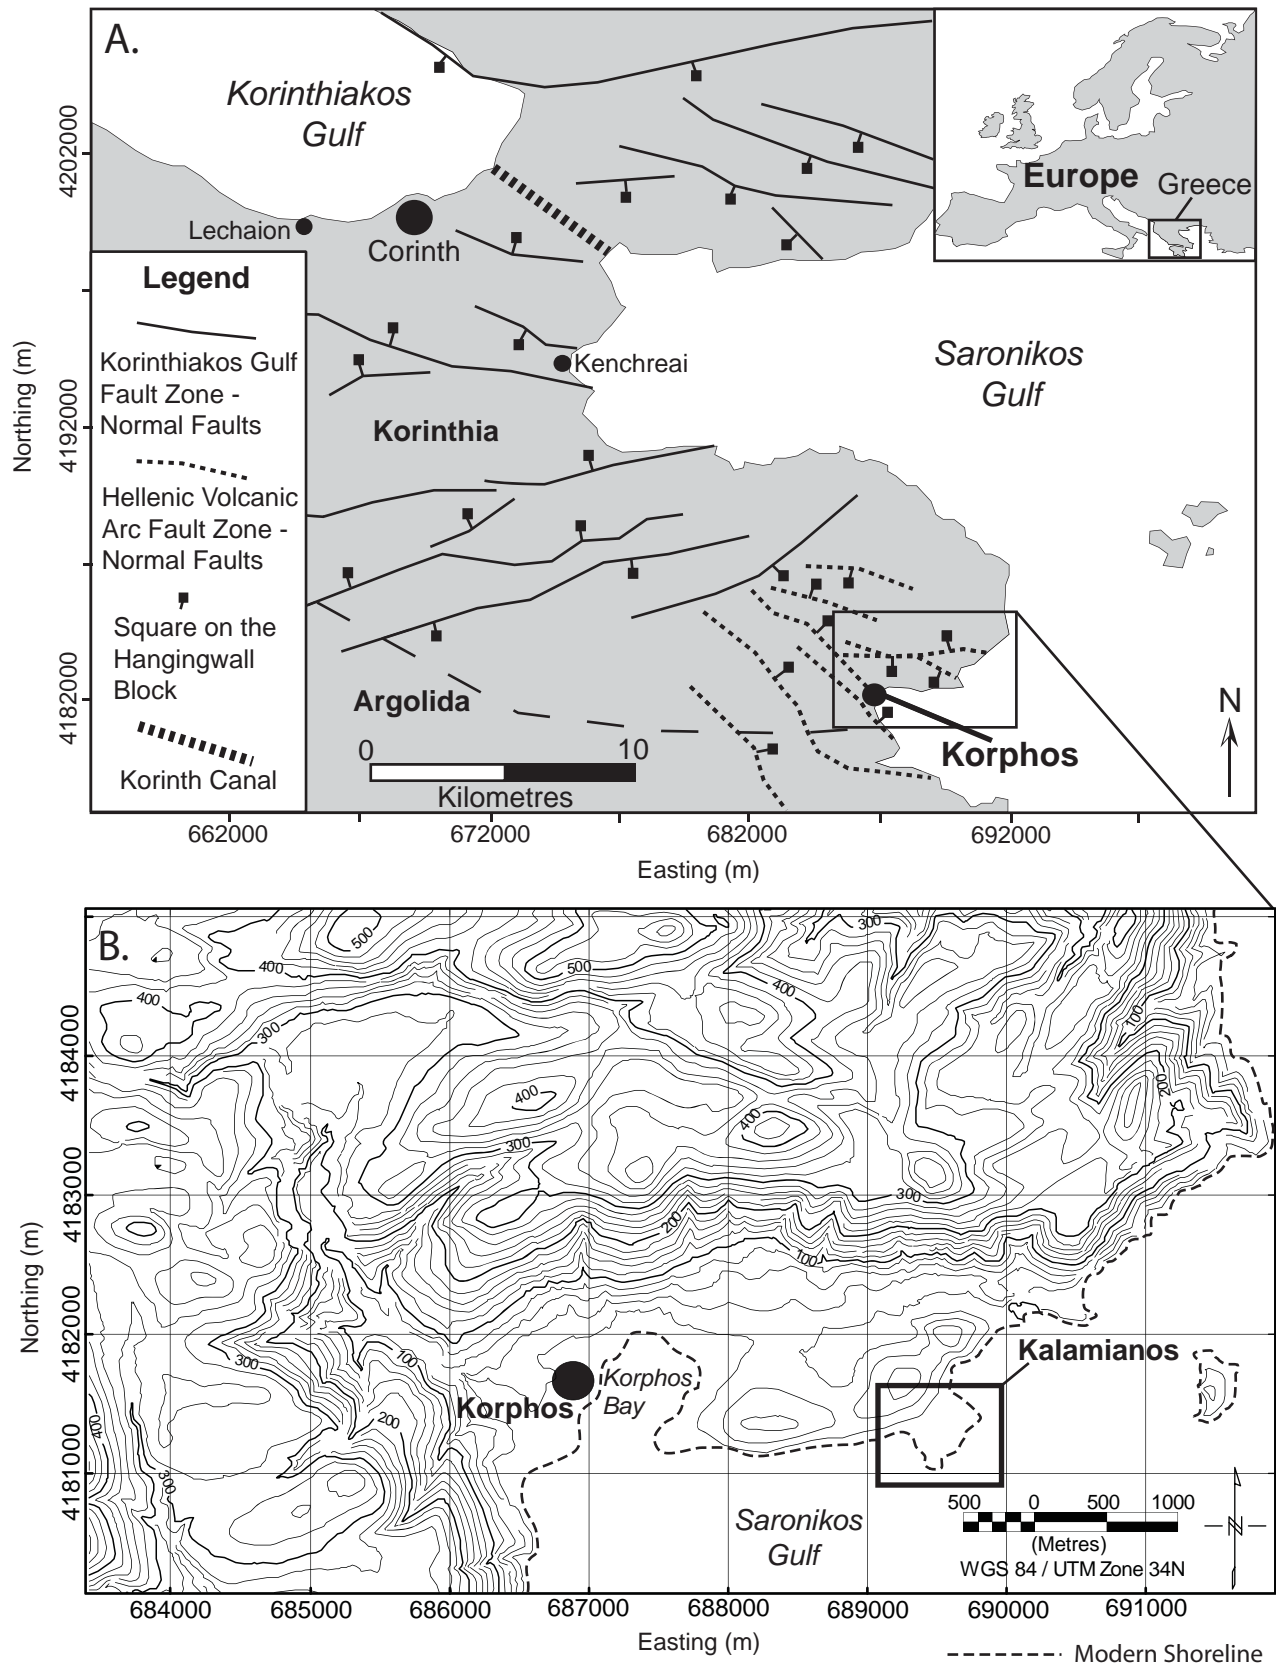 A.
Korinthiakos
Gulf
Europe
Greece
Lechaion
Corinth
Legend
Korinthiakos Gulf
Fault Zone -
Normal Faults
Hellenic Volcanic
Arc Fault Zone -
Normal Faults
Square on the
Hangingwall
Block
Korinth Canal
Kenchreai
Saronikos
Gulf
Korinthia
Argolida
0 10
Kilometres
Korphos
N
Northing (m)
4202000
4192000
4182000
662000 672000 682000 692000
Easting (m)
B.
500
400
500
300
400
400
300
100
200
400
400
300
300
200
100
300
100
200
400
300
Korphos
Korphos
Bay
Kalamianos
Saronikos
Gulf
500 0 500 1000
(Metres)
WGS 84 / UTM Zone 34N
N
Northing (m)
4184000
4183000
4182000
4181000
684000 685000 686000 687000 688000 689000 690000 691000
Easting (m)
Modern Shoreline